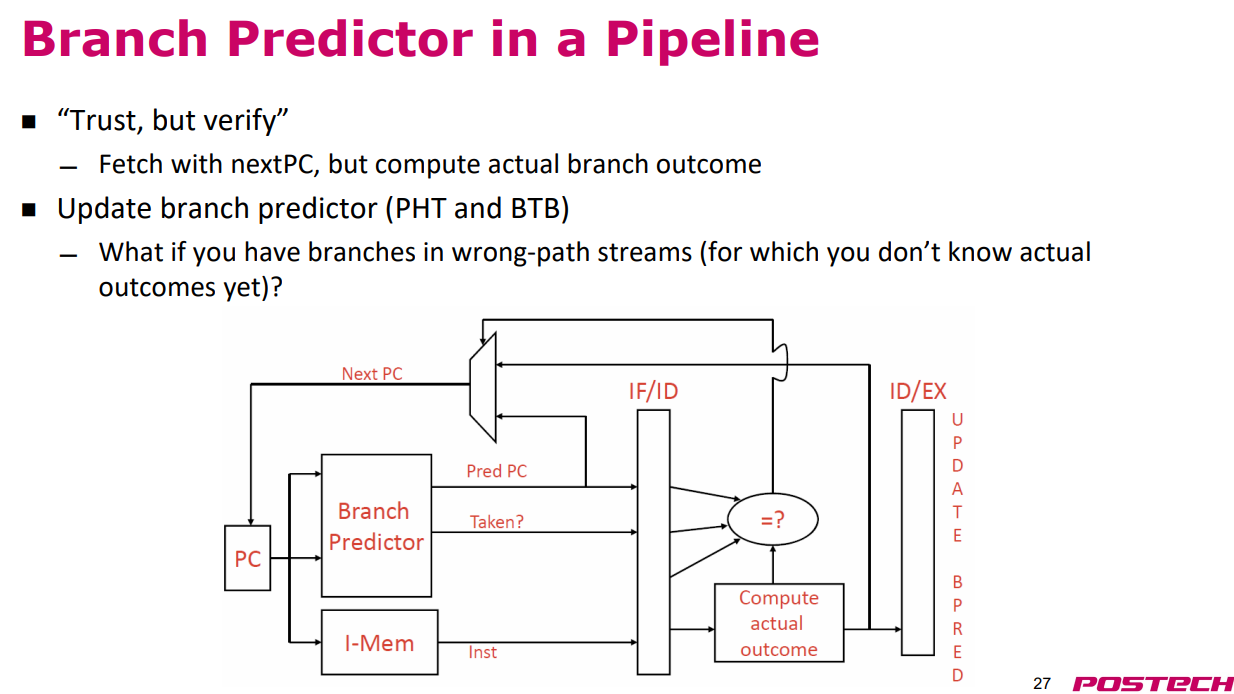 Branch Predictor in a Pipeline
“Trust, but verify”
– Fetch with nextPC, but compute actual branch outcome
Update branch predictor (PHT and BTB)
– What if you have branches in wrong-path streams (for which you don’t know actual
outcomes yet)?
Next PC
IF/ID
ID/EX
Pred PC
Branch
Predictor
Taken?
=?
PC
Compute
actual
outcome
I-Mem
Inst
UPDATE BPRED
27
POSTECH